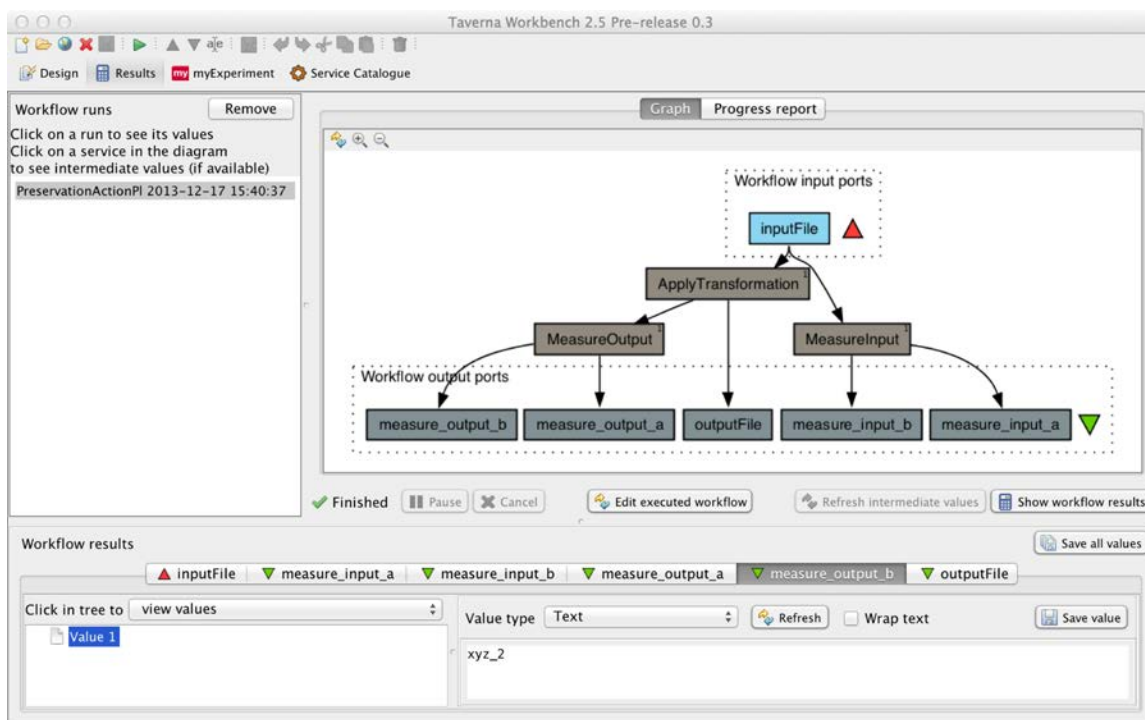 Taverna Workbench 2.5 Pre-release 0.3
Design Results my myExperiment Service Catalogue
Workflow runs Remove
Click on a run to see its values
Click on a service in the diagram
to see intermediate values (if available)
PreservationActionPl 2013-12-17 15:40:37
Graph Progress report
Workflow input ports
inputFile
ApplyTransformation 1
MeasureOutput 1 MeasureInput 1
Workflow output ports
measure_output_b measure_output_a outputFile measure_input_b measure_input_a
Finished Pause Cancel Edit executed workflow Refresh intermediate values Show workflow results
Workflow results Save all values
inputFile measure_input_a measure_input_b measure_output_a measure_output_b outputFile
Click in tree to view values
Value 1
Value type Text Refresh Wrap text Save value
xyz_2